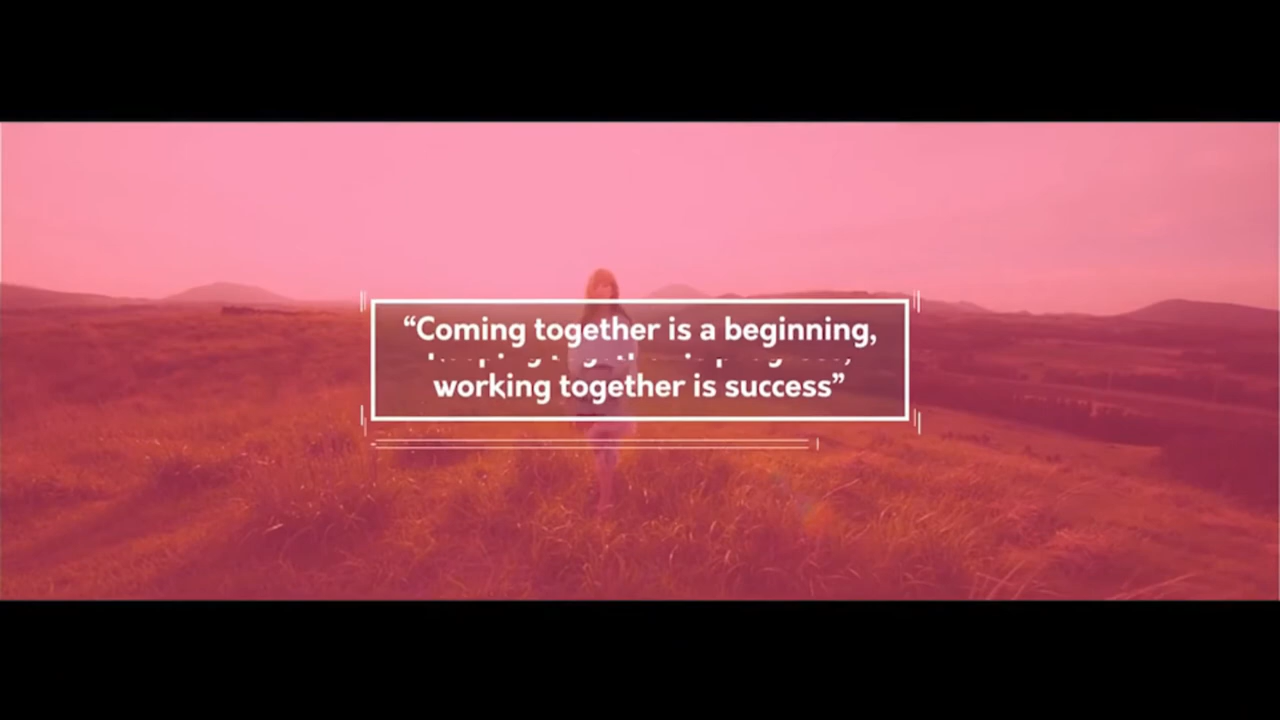 “Coming together is a beginning,
working together is success”